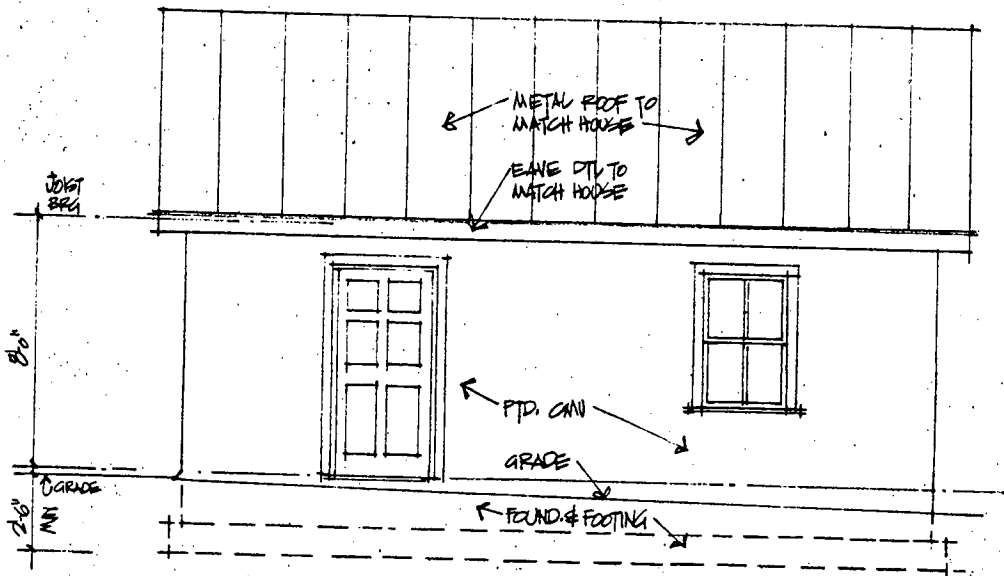 METAL ROOF TO
MATCH HOUSE
EAVE DTL TO
MATCH HOUSE
JOIST
BRG
8'-0"
PTD. CMU
GRADE
GRADE
FOUND. & FOOTING
2'-6"
MIN